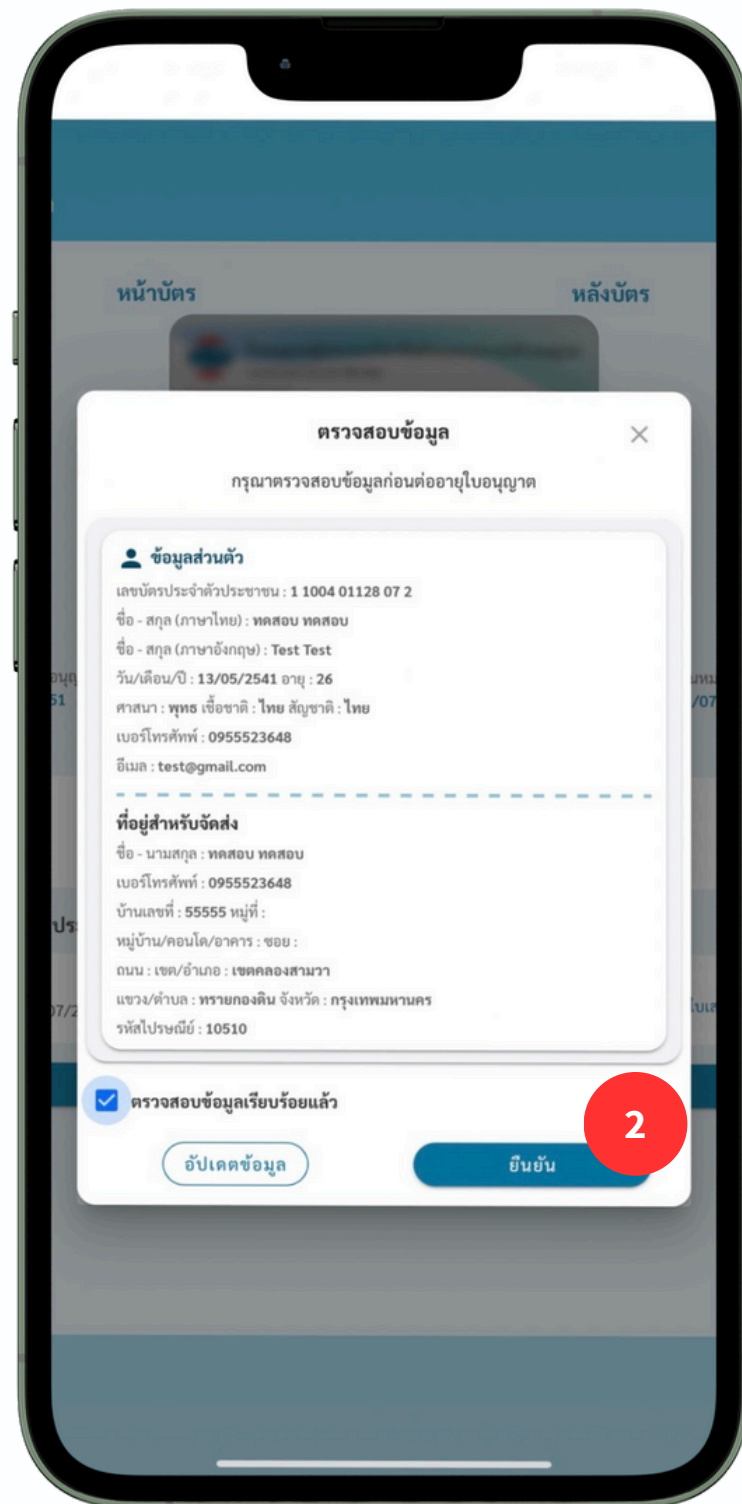 หน้าบัตร
หลังบัตร
ตรวจสอบข้อมูล
กรุณาตรวจสอบข้อมูลก่อนต่ออายุใบอนุญาต
ข้อมูลส่วนตัว
เลขบัตรประจำตัวประชาชน : 1 1004 01128 07 2
ชื่อ - สกุล (ภาษาไทย) : ทดสอบ ทดสอบ
ชื่อ - สกุล (ภาษาอังกฤษ) : Test Test
วัน/เดือน/ปี : 13/05/2541 อายุ : 26
ศาสนา : พุทธ เชื้อชาติ : ไทย สัญชาติ : ไทย
เบอร์โทรศัทพ์ : 0955523648
อีเมล : test@gmail.com
ที่อยู่สำหรับจัดส่ง
ชื่อ - นามสกุล : ทดสอบ ทดสอบ
เบอร์โทรศัพท์ : 0955523648
บ้านเลขที่ : 55555 หมู่ที่ :
หมู่บ้าน/คอนโด/อาคาร : ซอย :
ถนน : เขต/อำเภอ : เขตคลองสามวา
แขวง/ตำบล : ทรายกองดิน จังหวัด : กรุงเทพมหานคร
รหัสไปรษณีย์ : 10510
51
/07
07/2
ตรวจสอบข้อมูลเรียบร้อยแล้ว
2
อัปเดตข้อมูล
ยืนยัน